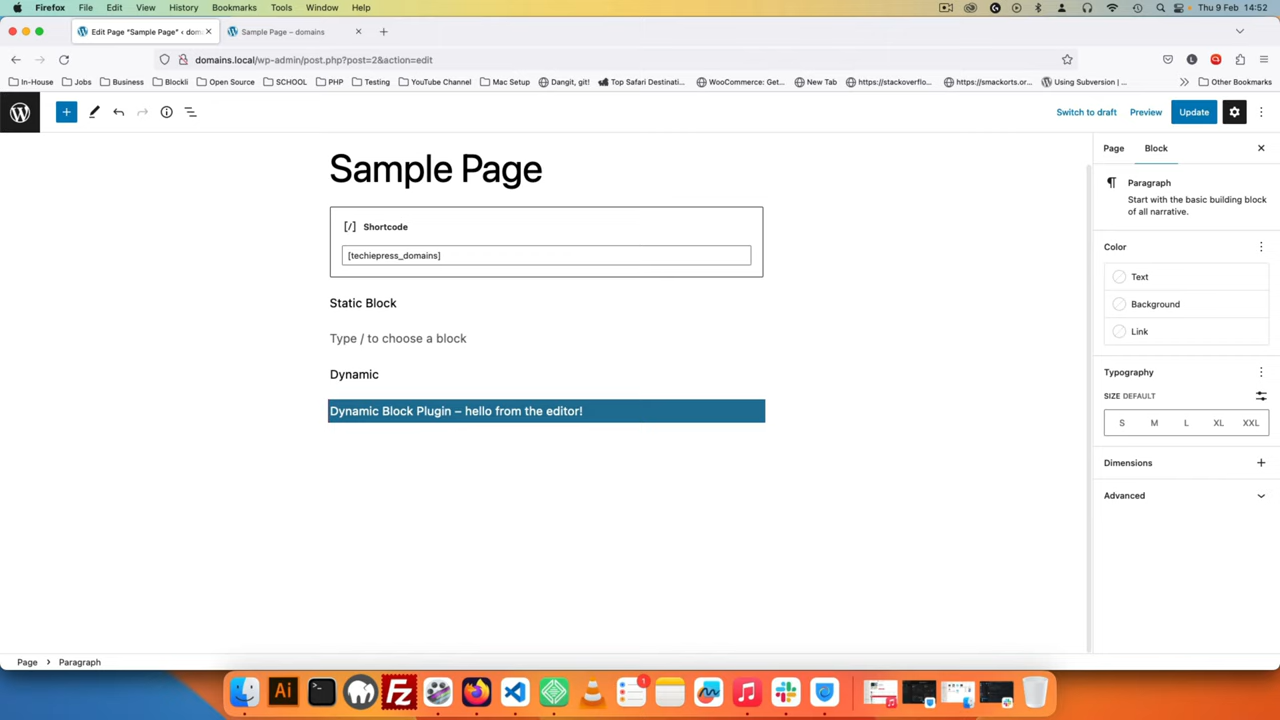 Firefox File Edit View History Bookmarks Tools Window Help Thu 9 Feb 14:52
Edit Page "Sample Page" ‹ dom Sample Page – domains
domains.local/wp-admin/post.php?post=2&action=edit
In-House Jobs Business Blockli Open Source SCHOOL PHP Testing YouTube Channel Mac Setup Dangit, git! Top Safari Destinati... WooCommerce: Get... New Tab https://stackoverflo... https://smackorts.or... Using Subversion |... Other Bookmarks
Switch to draft Preview Update
Page Block
Sample Page
[/] Shortcode
[techiepress_domains]
Static Block
Type / to choose a block
Dynamic
Dynamic Block Plugin – hello from the editor!
Paragraph
Start with the basic building block
of all narrative.
Color
Text
Background
Link
Typography
SIZE DEFAULT
S M L XL XXL
Dimensions
Advanced
Page › Paragraph
Ai
FZ
1